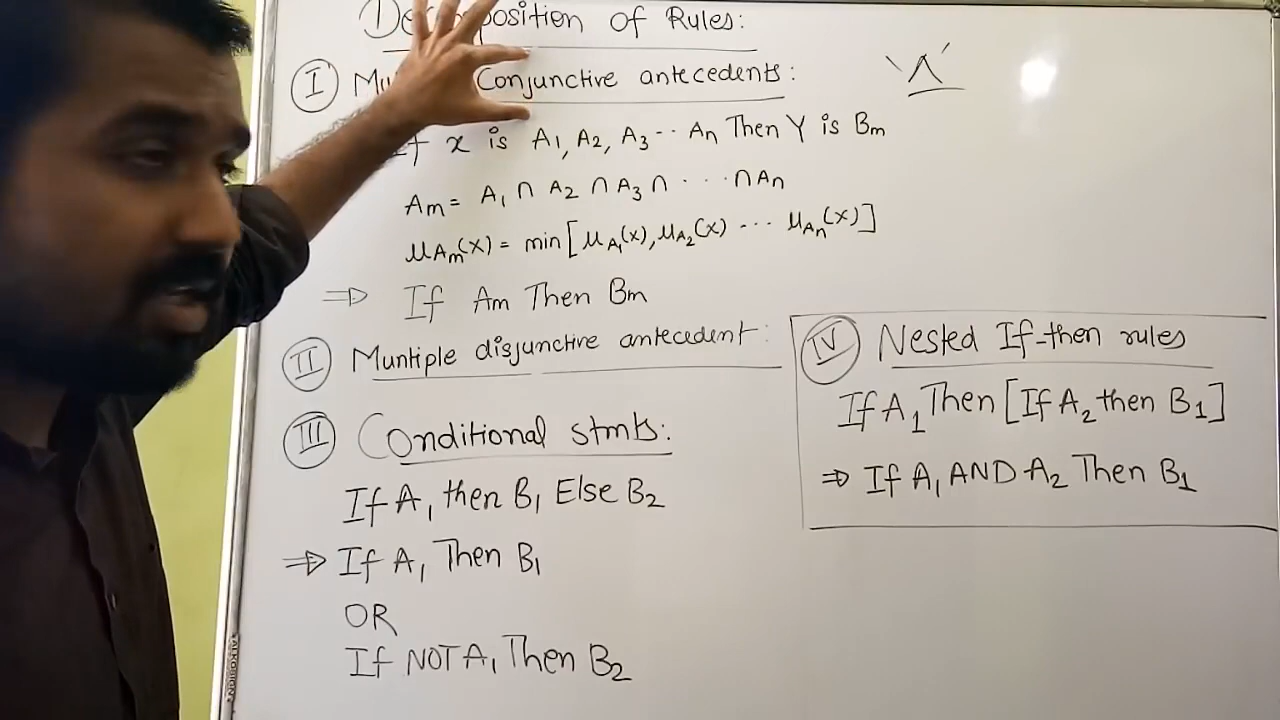 position of Rules:
I Conjunctive antecedents:
'∧'
If x is A1, A2, A3 ·· An Then Y is Bm
Am = A1 ∩ A2 ∩ A3 ∩ ···· ∩ An
μAm(x) = min[μA1(x), μA2(x) ··· μAn(x)]
⇒ If Am Then Bm
II Muntiple disjunctive antecedent:
III Conditional stmts:
If A1 then B1 Else B2
⇒ If A1 Then B1
OR
If NOT A1 Then B2
IV Nested If-then rules
If A1 Then [If A2 then B1]
⇒ If A1 AND A2 Then B1